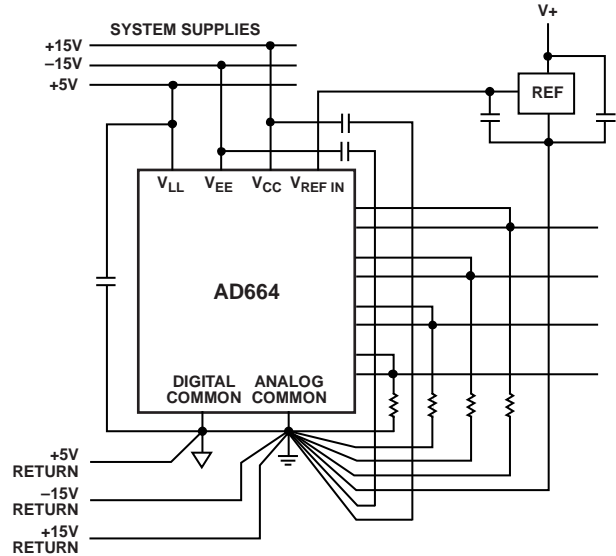 SYSTEM SUPPLIES
V+
+15V
–15V
+5V
REF
VLL
VEE
VCC
VREF IN
AD664
DIGITAL
COMMON
ANALOG
COMMON
+5V
RETURN
–15V
RETURN
+15V
RETURN